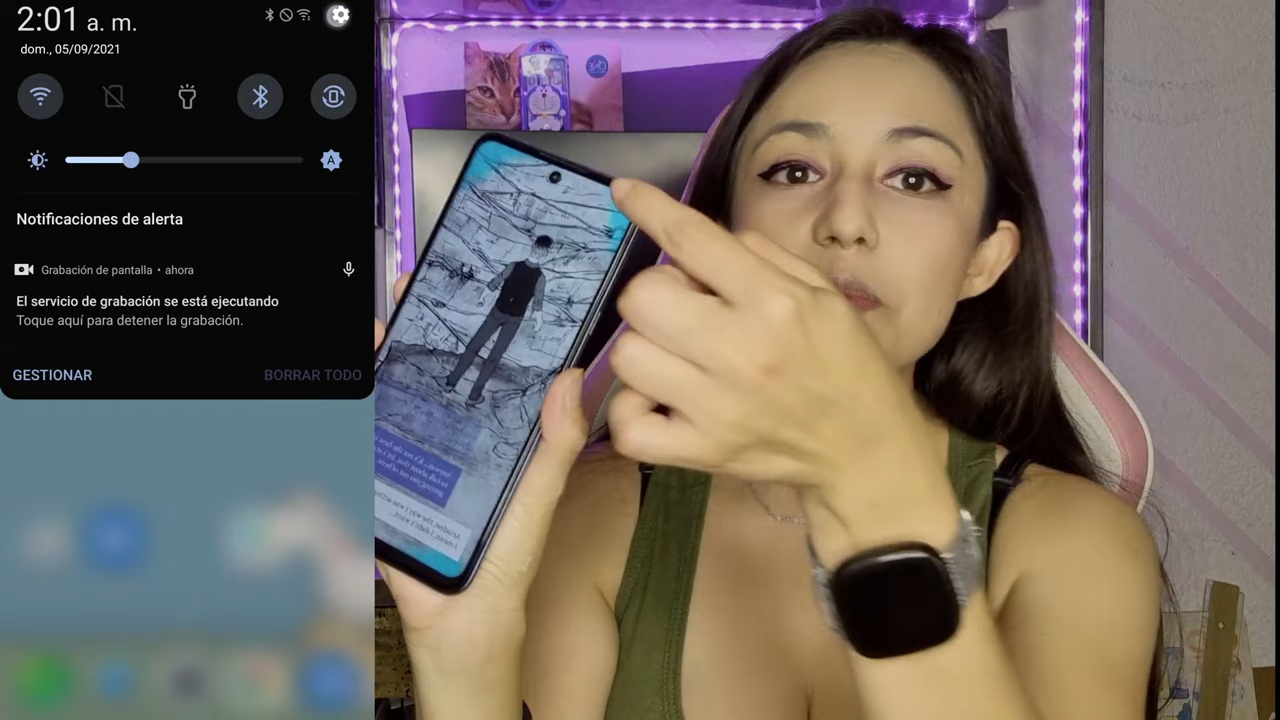 2:01 a. m.
dom., 05/09/2021
A
Notificaciones de alerta
Grabación de pantalla • ahora
El servicio de grabación se está ejecutando
Toque aquí para detener la grabación.
GESTIONAR
BORRAR TODO